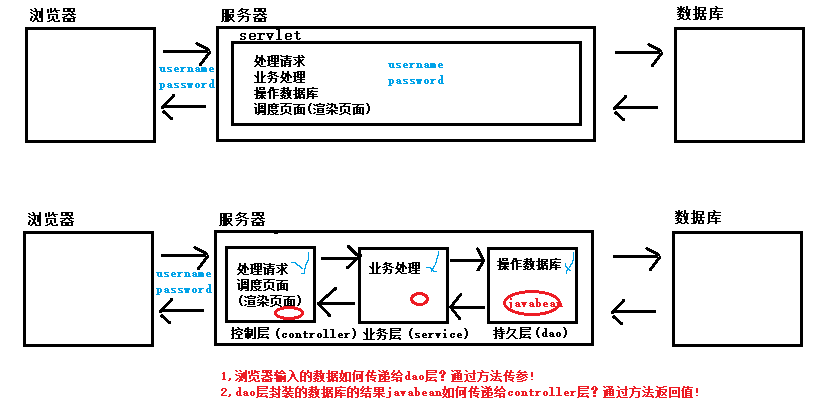 浏览器
服务器
数据库
servlet
处理请求
业务处理
操作数据库
调度页面(渲染页面)
username
password
username
password
浏览器
服务器
数据库
username
password
处理请求
调度页面
(渲染页面)
业务处理
操作数据库
javabean
控制层(controller)
业务层(service)
持久层(dao)
1,浏览器输入的数据如何传递给dao层?通过方法传参!
2,dao层封装的数据库的结果javabean如何传递给controller层?通过方法返回值!